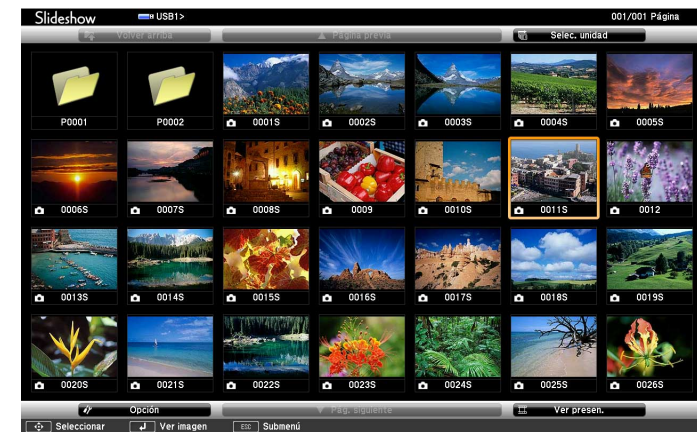 Slideshow USB1> 001/001 Página
Volver arriba Página previa Selec. unidad
P0001 P0002 0001S 0002S 0003S 0004S 0005S
0006S 0007S 0008S 0009 0010S 0011S 0012
0013S 0014S 0015S 0016S 0017S 0018S 0019S
0020S 0021S 0022S 0023S 0024S 0025S 0026S
Opción Pág. siguiente Ver presen.
Seleccionar Ver imagen ESC Submenú